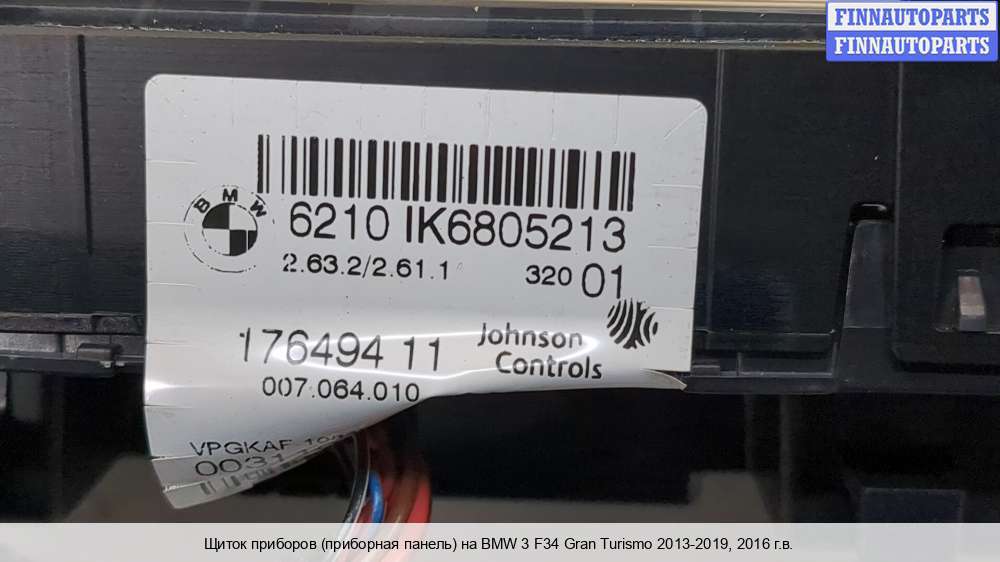 FINNAUTOPARTS
FINNAUTOPARTS
BMW
6210 IK6805213
2.63.2/2.61.1 320 01
176494 11
Johnson
Controls
007.064.010
Щиток приборов (приборная панель) на BMW 3 F34 Gran Turismo 2013-2019, 2016 г.в.